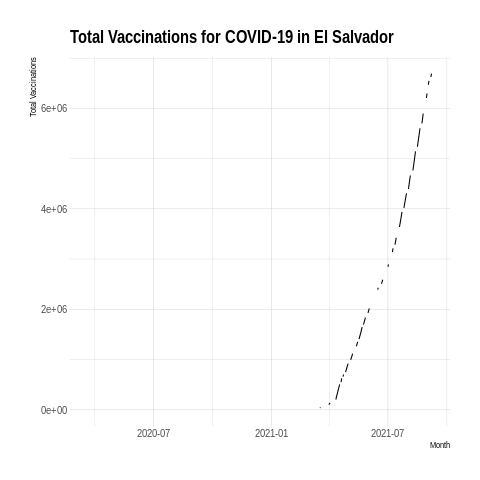 Total Vaccinations for COVID-19 in El Salvador
Total Vaccinations
6e+06
4e+06
2e+06
0e+00
2020-07 2021-01 2021-07
Month